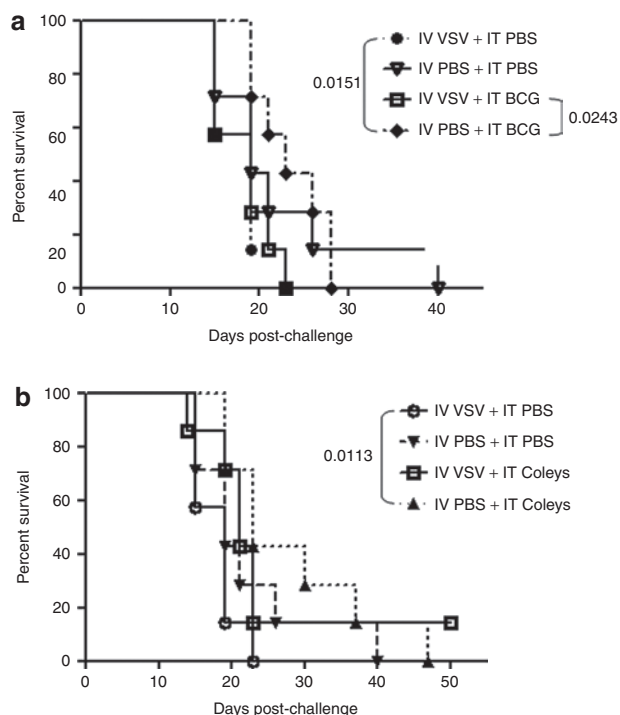 a
100
80
60
40
20
0
Percent survival
0 10 20 30 40
Days post-challenge
IV VSV + IT PBS
IV PBS + IT PBS
IV VSV + IT BCG
IV PBS + IT BCG
0.0151
0.0243
b
100
80
60
40
20
0
Percent survival
0 10 20 30 40 50
Days post-challenge
IV VSV + IT PBS
IV PBS + IT PBS
IV VSV + IT Coleys
IV PBS + IT Coleys
0.0113